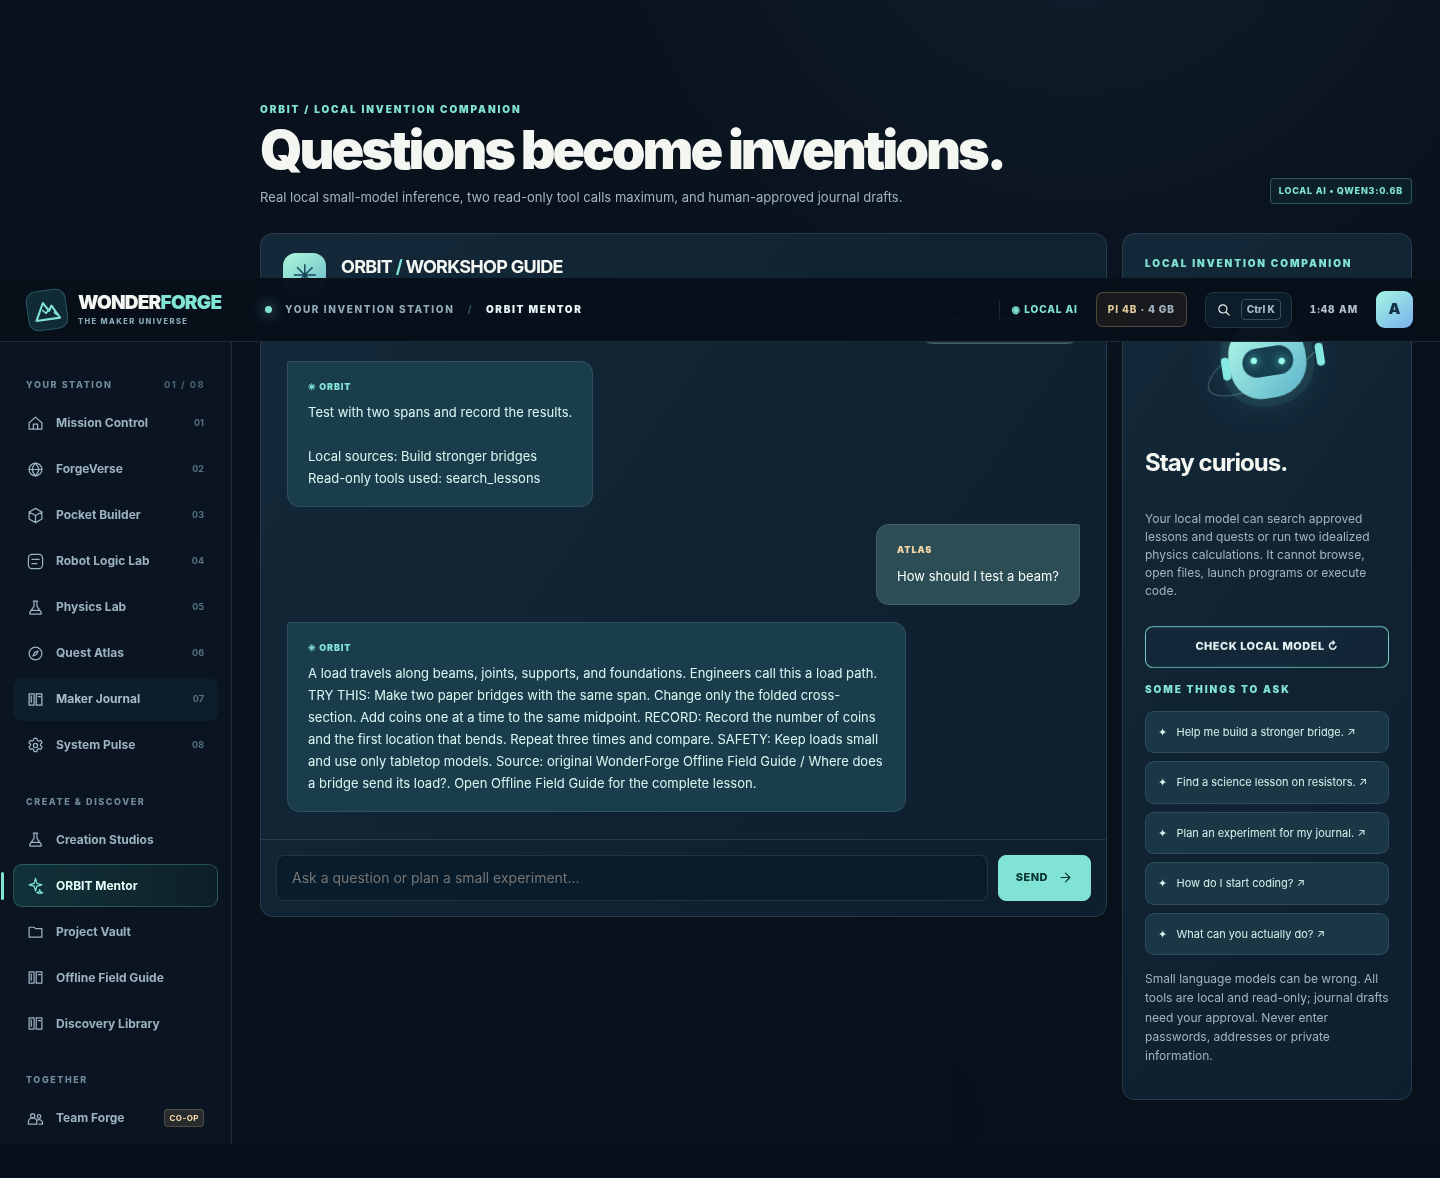 ORBIT / LOCAL INVENTION COMPANION
Questions become inventions.
Real local small-model inference, two read-only tool calls maximum, and human-approved journal drafts.
LOCAL AI • QWEN3:0.6B
ORBIT / WORKSHOP GUIDE
LOCAL INVENTION COMPANION
WONDERFORGE
THE MAKER UNIVERSE
YOUR INVENTION STATION / ORBIT MENTOR
LOCAL AI
PI 4B · 4 GB
Ctrl K
1:48 AM
A
YOUR STATION 01 / 08
Mission Control 01
ForgeVerse 02
Pocket Builder 03
Robot Logic Lab 04
Physics Lab 05
Quest Atlas 06
Maker Journal 07
System Pulse 08
CREATE & DISCOVER
Creation Studios
ORBIT Mentor
Project Vault
Offline Field Guide
Discovery Library
TOGETHER
Team Forge CO-OP
✳ ORBIT
Test with two spans and record the results.
Local sources: Build stronger bridges
Read-only tools used: search_lessons
ATLAS
How should I test a beam?
✳ ORBIT
A load travels along beams, joints, supports, and foundations. Engineers call this a load path.
TRY THIS: Make two paper bridges with the same span. Change only the folded cross-
section. Add coins one at a time to the same midpoint. RECORD: Record the number of coins
and the first location that bends. Repeat three times and compare. SAFETY: Keep loads small
and use only tabletop models. Source: original WonderForge Offline Field Guide / Where does
a bridge send its load?. Open Offline Field Guide for the complete lesson.
Ask a question or plan a small experiment...
SEND →
Stay curious.
Your local model can search approved
lessons and quests or run two idealized
physics calculations. It cannot browse,
open files, launch programs or execute
code.
CHECK LOCAL MODEL ↻
SOME THINGS TO ASK
✦ Help me build a stronger bridge. ↗
✦ Find a science lesson on resistors. ↗
✦ Plan an experiment for my journal. ↗
✦ How do I start coding? ↗
✦ What can you actually do? ↗
Small language models can be wrong. All
tools are local and read-only; journal drafts
need your approval. Never enter
passwords, addresses or private
information.